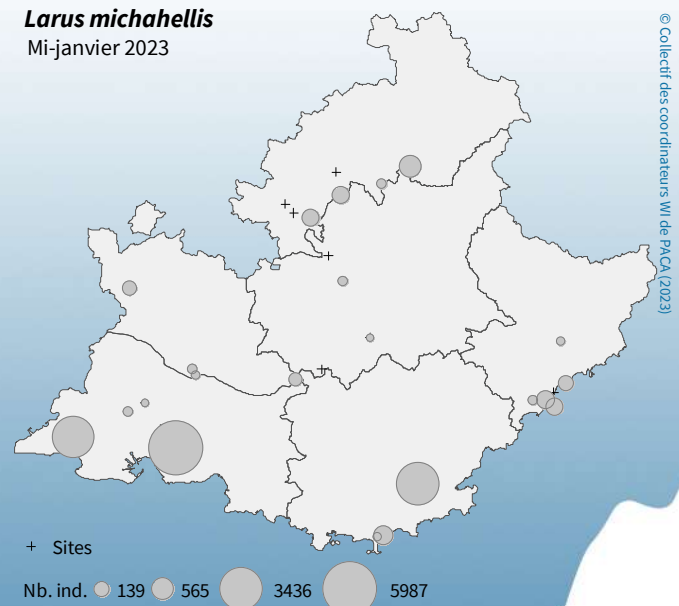 Larus michahellis
Mi-janvier 2023
© Collectif des coordinateurs WI de PACA (2023)
+ Sites
Nb. ind. 139 565 3436 5987